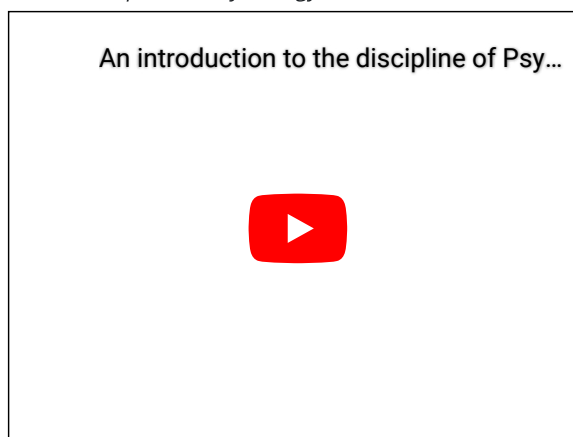 An introduction to the discipline of Psy...